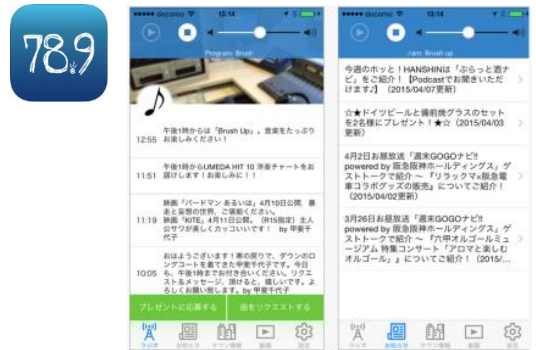 78.9
docomo 13:14
Program: Brush
午後1時からは「Brush Up」。音楽をたっぷり
12:55 お楽しみください!
午後1時からUMEDA HIT 10 洋楽チャートをお
11:51 届けします!お楽しみに!!
映画「バードマン あるいは」4月10日公開 暴
走と妄想の世界、ご堪能ください。
11:19 映画「KITE」4月11日公開。(R15指定)主人
公サワが美しくカッコいいです! by 甲斐千
代子
おはようございます!寒の戻りで、ダウンのロ
ングコートを着てきた甲斐千代子です。今日
10:05 も、午後1時までお付き合いください。リクエ
スト&メッセージ、頂けると、嬉しいです。よ
ろしくお願い致します。by 甲斐千代子
プレゼントに応募する 曲をリクエストする
ラジオ お知らせ タウン情報 動画 設定
docomo 13:14
ram: Brush up
今週のホッと!HANSHINは「ぶらっと酒ナ
ビ」をご紹介!【Podcastでお聞きいただ
けます♪】(2015/04/07更新)
☆★ドイツビールと備前焼グラスのセット
を2名様にプレゼント!★☆(2015/04/03
更新)
4月2日お昼放送「週末GOGOナビ!!
powered by 阪急阪神ホールディングス」ゲ
ストトークで紹介 ~ 『リラックマ×阪急電
車コラボグッズの販売』についてご紹介!
(2015/04/02更新)
3月26日お昼放送「週末GOGOナビ!!
powered by 阪急阪神ホールディングス」ゲ
ストトークで紹介 ~ 『六甲オルゴールミュ
ージアム 特集コンサート「アロマと楽しむ
オルゴール」』についてご紹介!(2015/...
ラジオ お知らせ タウン情報 動画 設定